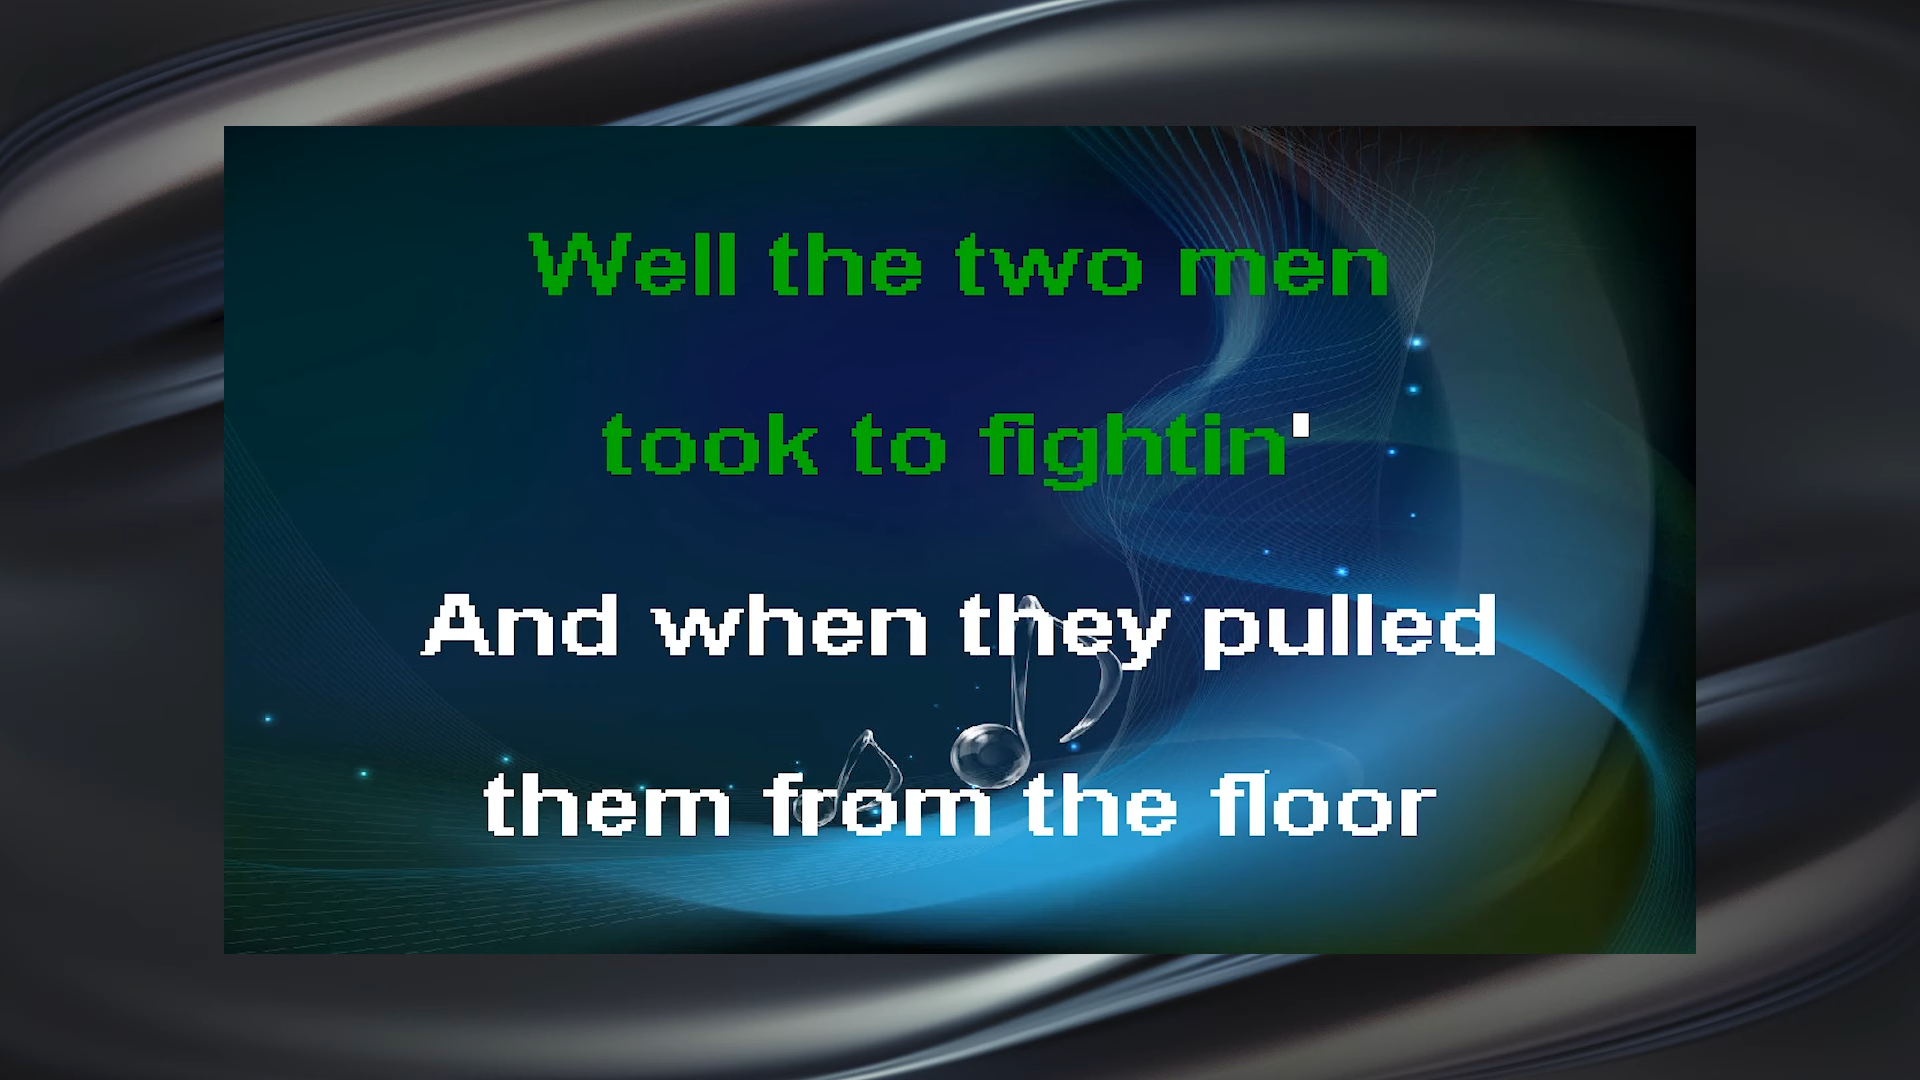 Well the two men
took to fightin'
And when they pulled
them from the floor